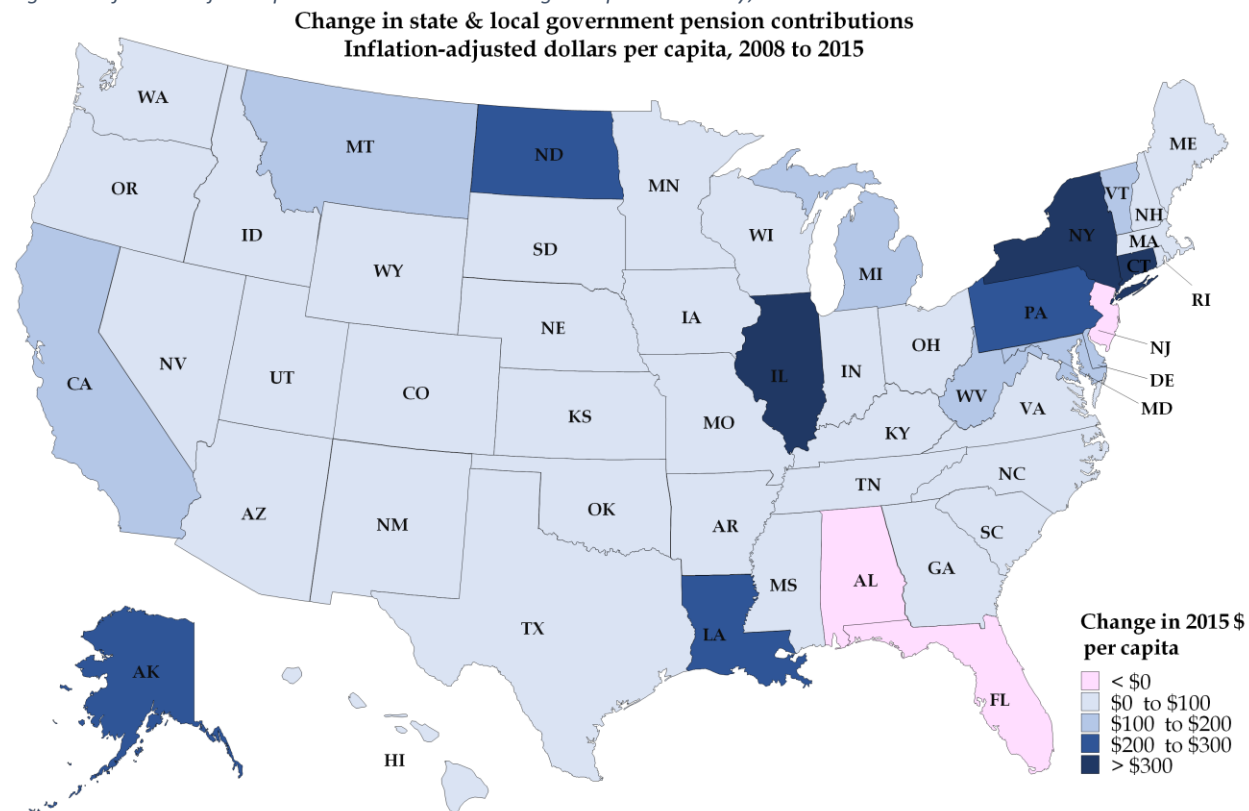 Change in state & local government pension contributions
Inflation-adjusted dollars per capita, 2008 to 2015
WA
MT
ND
MN
ME
OR
ID
SD
WI
VT
NH
NY
MA
WY
MI
CT
RI
IA
PA
NE
NV
OH
NJ
UT
IL
IN
CA
CO
DE
WV
MD
KS
MO
VA
KY
NC
TN
AZ
OK
NM
AR
SC
GA
MS
AL
TX
LA
AK
FL
HI
Change in 2015 $
per capita
< $0
$0 to $100
$100 to $200
$200 to $300
> $300